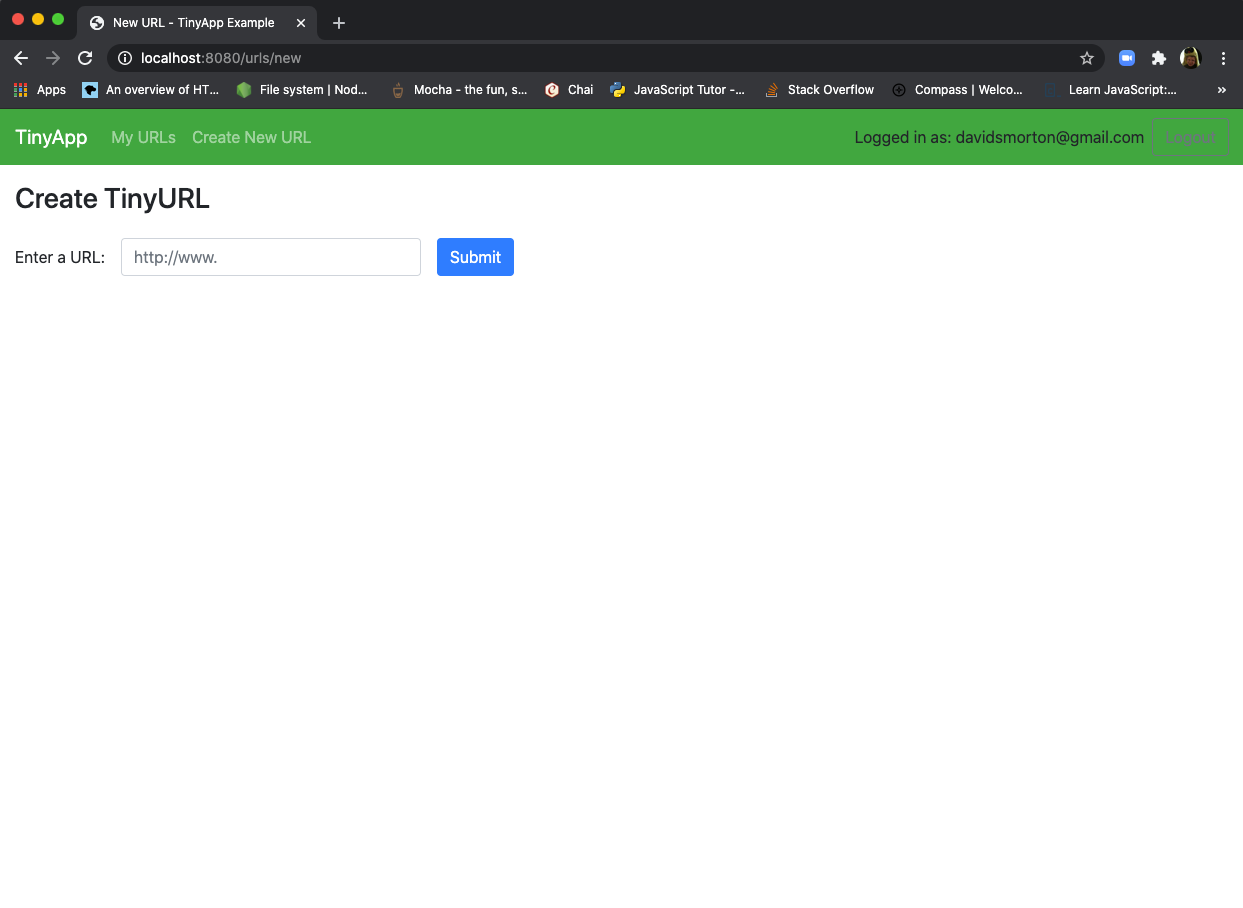 New URL - TinyApp Example
localhost:8080/urls/new
Apps An overview of HT... File system | Nod... Mocha - the fun, s... Chai JavaScript Tutor -... Stack Overflow Compass | Welco... Learn JavaScript:... »
TinyApp My URLs Create New URL Logged in as: davidsmorton@gmail.com Logout
Create TinyURL
Enter a URL: http://www. Submit